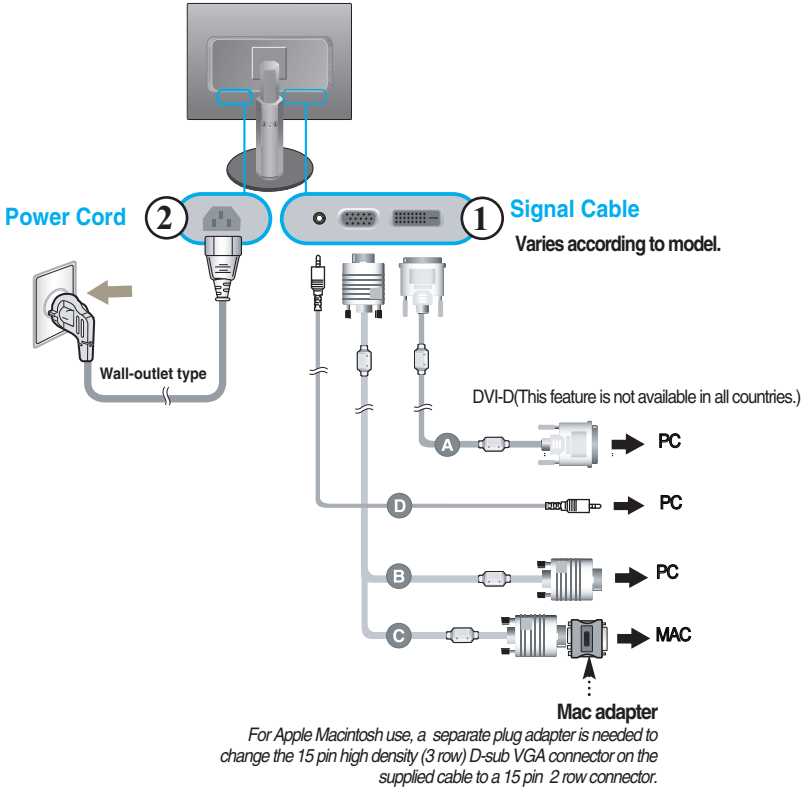 Power Cord
2
1
Signal Cable
Varies according to model.
Wall-outlet type
DVI-D(This feature is not available in all countries.)
A
PC
D
PC
B
PC
C
MAC
Mac adapter
For Apple Macintosh use, a separate plug adapter is needed to
change the 15 pin high density (3 row) D-sub VGA connector on the
supplied cable to a 15 pin 2 row connector.